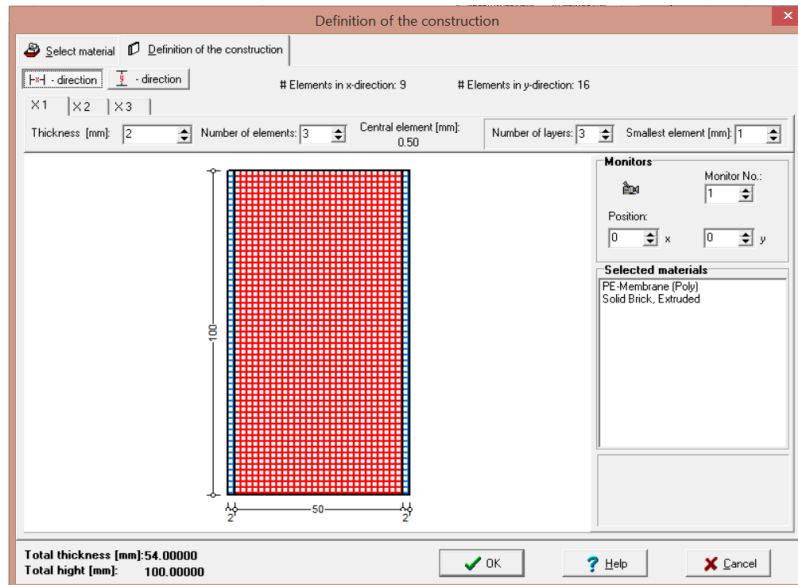 Definition of the construction
Select material Definition of the construction
x - direction y - direction # Elements in x-direction: 9 # Elements in y-direction: 16
X 1 X 2 X 3
Thickness [mm]: 2 Number of elements: 3 Central element [mm]: 0.50 Number of layers: 3 Smallest element [mm]: 1
Monitors
Monitor No.:
1
Position:
0 x 0 y
Selected materials
PE-Membrane (Poly)
Solid Brick, Extruded
100
2 50 2
Total thickness [mm]: 54.00000
Total hight [mm]: 100.00000
OK ? Help X Cancel